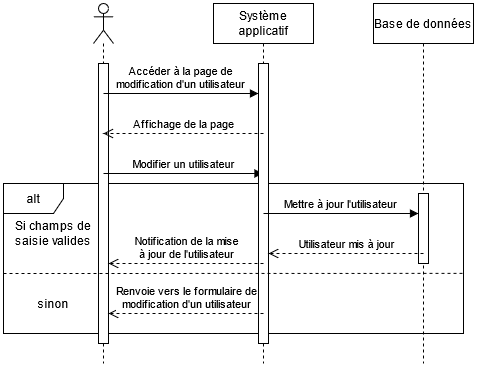 Système
applicatif
Base de données
Accéder à la page de
modification d'un utilisateur
Affichage de la page
Modifier un utilisateur
alt
Si champs de
saisie valides
Mettre à jour l'utilisateur
Utilisateur mis à jour
Notification de la mise
à jour de l'utilisateur
sinon
Renvoie vers le formulaire de
modification d'un utilisateur